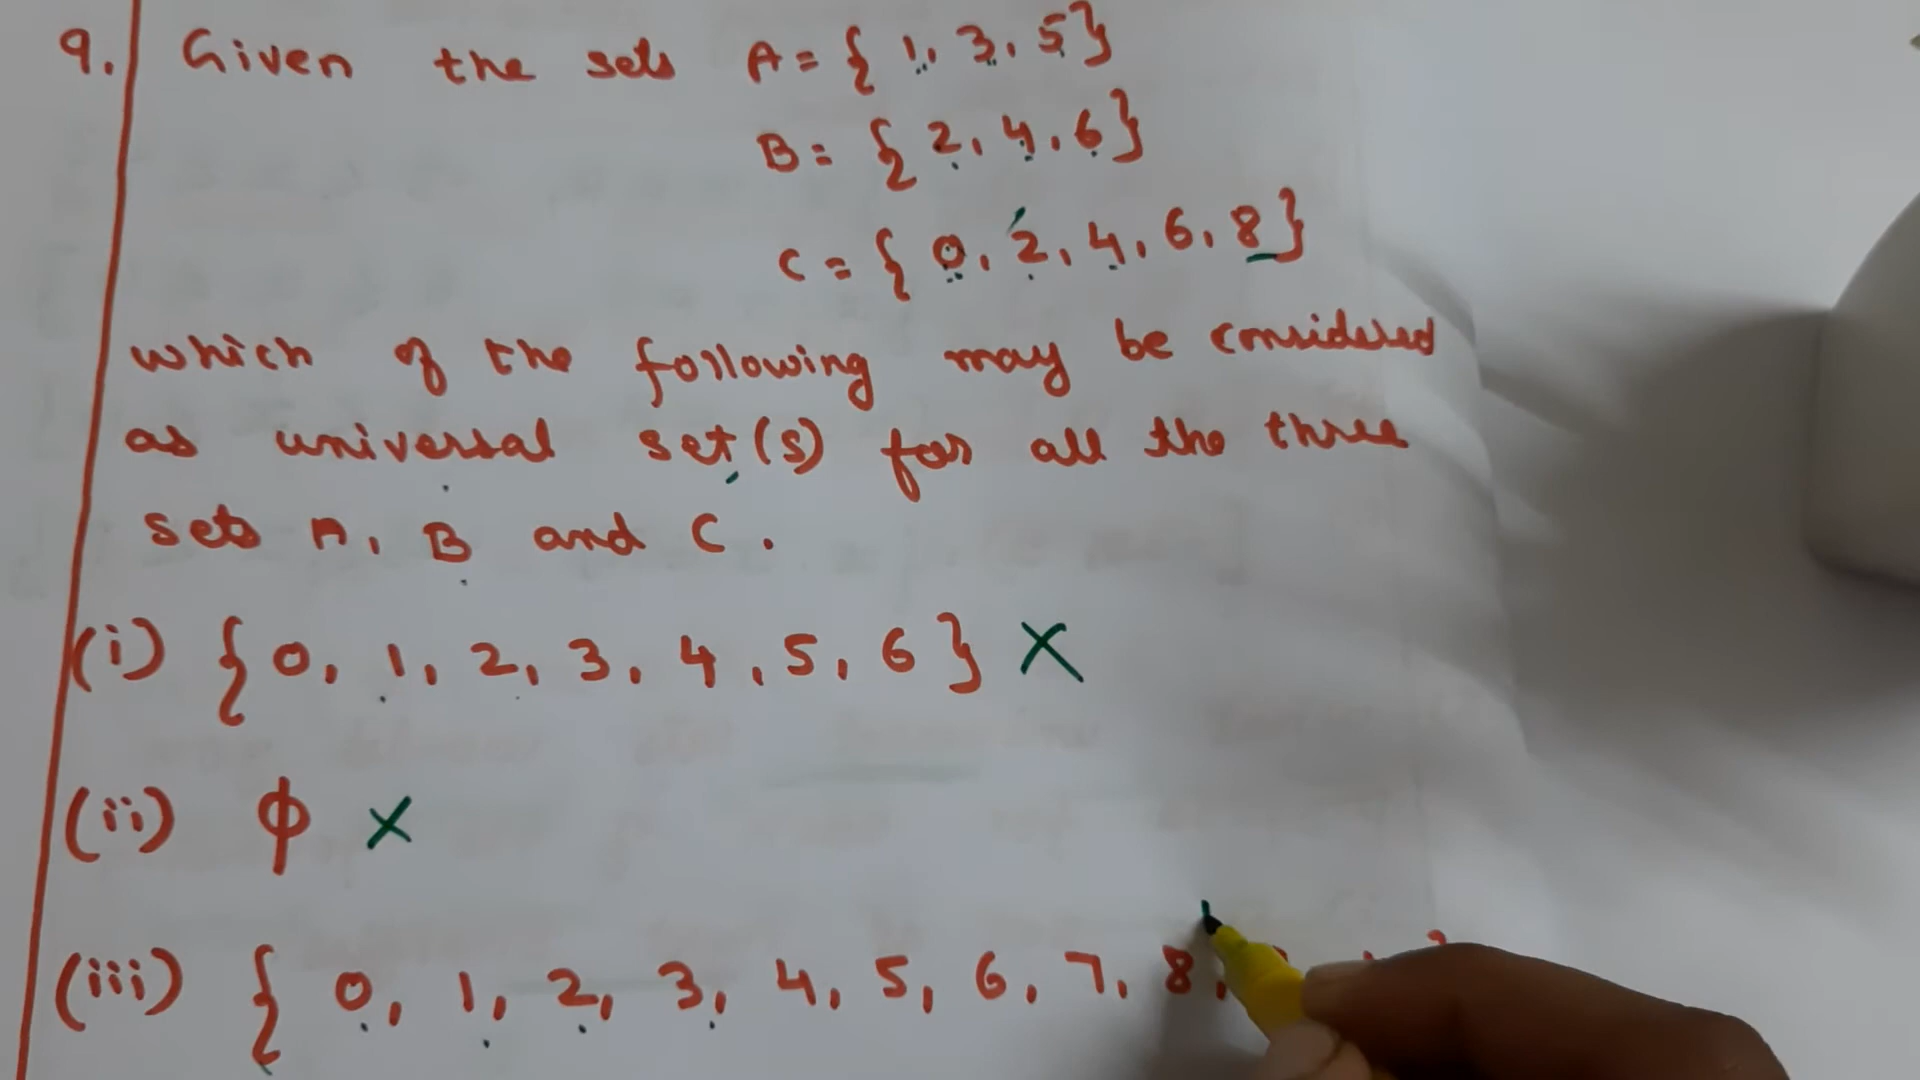 9. Given the sets A = { 1, 3, 5}
B = { 2, 4, 6}
C = { 0, 2, 4, 6, 8}
which of the following may be considered
as universal set(s) for all the three
sets A, B and C.
(i) { 0, 1, 2, 3, 4, 5, 6 } ×
(ii) ϕ ×
(iii) { 0, 1, 2, 3, 4, 5, 6, 7, 8,